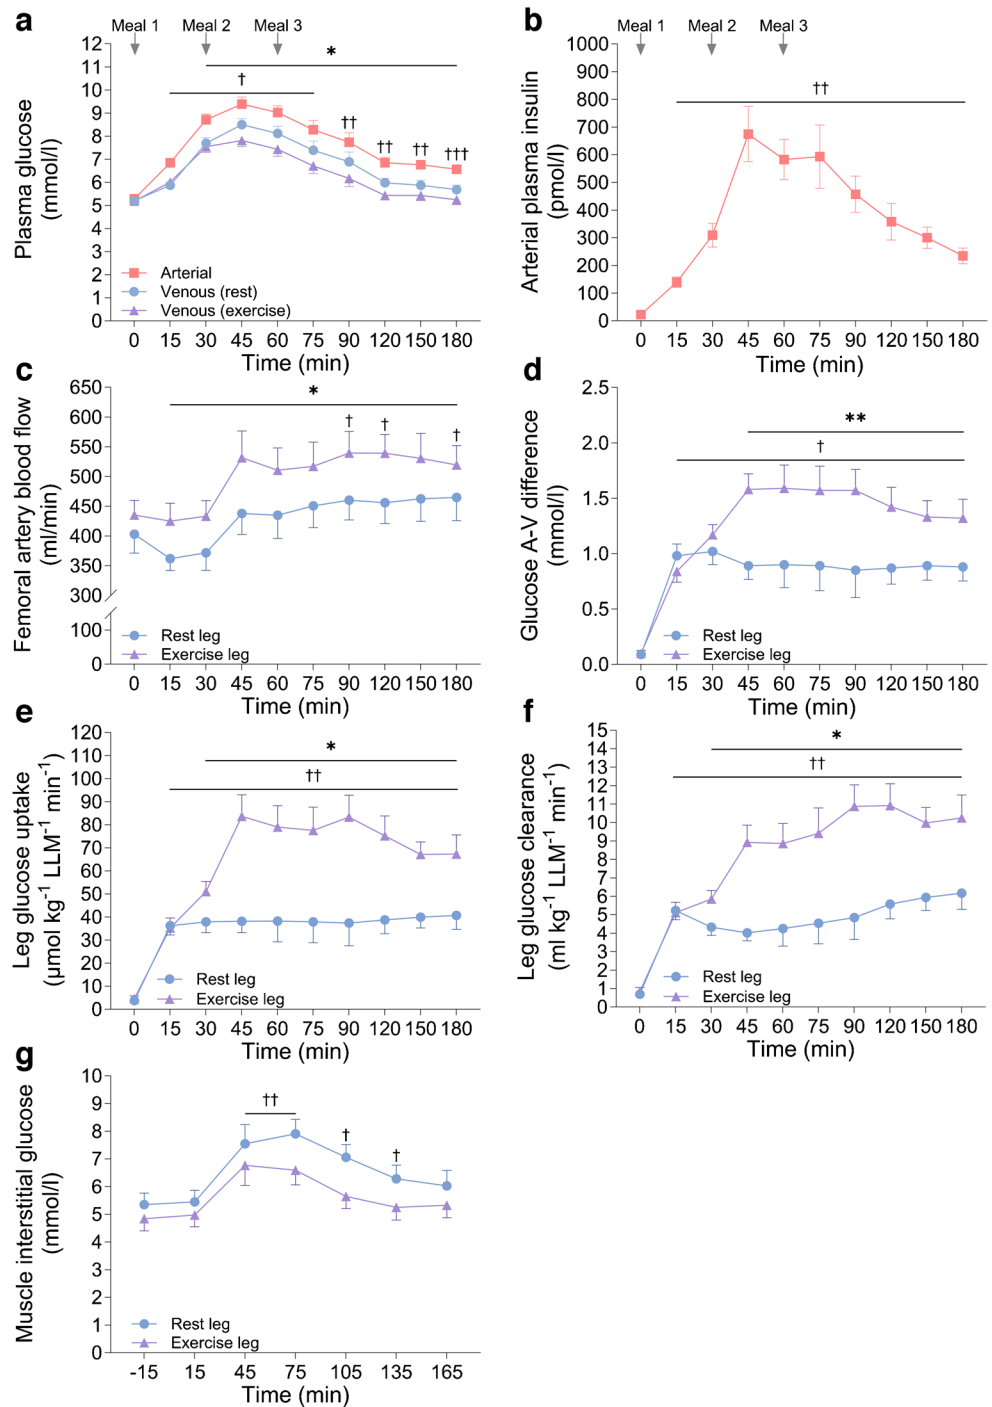 a
Meal 1 Meal 2 Meal 3
12
11
10
9
8
7
6
5
4
3
2
1
0
*
†
††
††
††
†††
Plasma glucose
(mmol/l)
Arterial
Venous (rest)
Venous (exercise)
0 15 30 45 60 75 90 120 150 180
Time (min)
b
Meal 1 Meal 2 Meal 3
1000
900
800
700
600
500
400
300
200
100
0
††
Arterial plasma insulin
(pmol/l)
0 15 30 45 60 75 90 120 150 180
Time (min)
c
650
600
550
500
450
400
350
300
100
0
*
†
†
†
Femoral artery blood flow
(ml/min)
Rest leg
Exercise leg
0 15 30 45 60 75 90 120 150 180
Time (min)
d
2.5
2.0
1.5
1.0
0.5
0.0
**
†
Glucose A-V difference
(mmol/l)
Rest leg
Exercise leg
0 15 30 45 60 75 90 120 150 180
Time (min)
e
120
110
100
90
80
70
60
50
40
30
20
10
0
*
††
Leg glucose uptake
(µmol kg⁻¹ LLM⁻¹ min⁻¹)
Rest leg
Exercise leg
0 15 30 45 60 75 90 120 150 180
Time (min)
f
15
14
13
12
11
10
9
8
7
6
5
4
3
2
1
0
*
††
Leg glucose clearance
(ml kg⁻¹ LLM⁻¹ min⁻¹)
Rest leg
Exercise leg
0 15 30 45 60 75 90 120 150 180
Time (min)
g
10
9
8
7
6
5
4
3
2
1
0
††
†
†
Muscle interstitial glucose
(mmol/l)
Rest leg
Exercise leg
-15 15 45 75 105 135 165
Time (min)